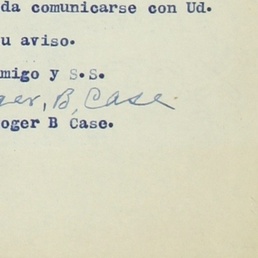 da comunicarse con Ud.
u aviso.
migo y S.S.
ger, B, Case
oger B Case.